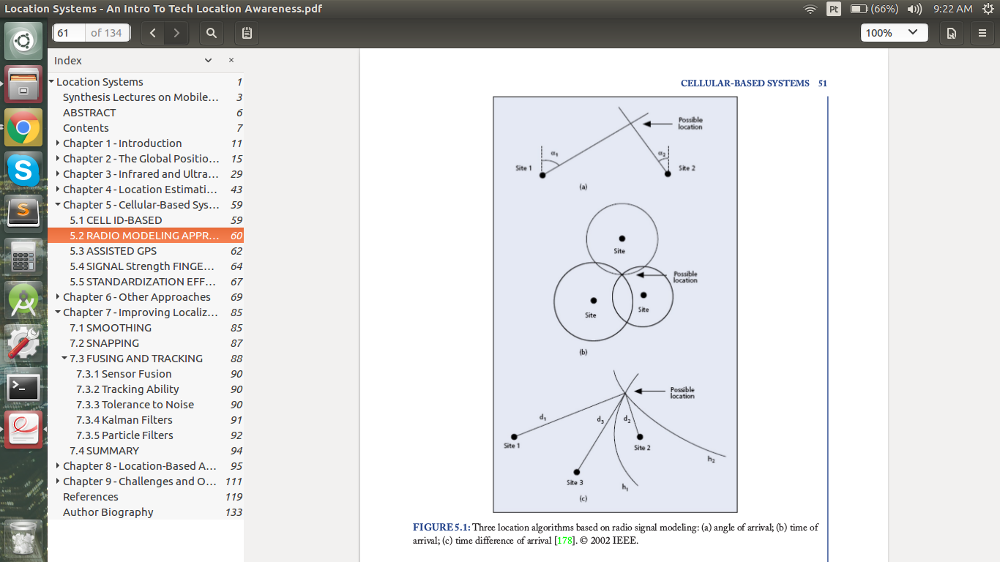 Location Systems - An Intro To Tech Location Awareness.pdf
Pt
(66%)
9:22 AM
61 of 134
100%
Index
Location Systems 1
Synthesis Lectures on Mobile... 3
ABSTRACT 6
Contents 7
Chapter 1 - Introduction 11
Chapter 2 - The Global Positio... 15
Chapter 3 - Infrared and Ultra... 29
Chapter 4 - Location Estimati... 43
Chapter 5 - Cellular-Based Sys... 59
5.1 CELL ID-BASED 59
5.2 RADIO MODELING APPR... 60
5.3 ASSISTED GPS 62
5.4 SIGNAL Strength FINGE... 64
5.5 STANDARDIZATION EFF... 67
Chapter 6 - Other Approaches 69
Chapter 7 - Improving Localiz... 85
7.1 SMOOTHING 85
7.2 SNAPPING 87
7.3 FUSING AND TRACKING 88
7.3.1 Sensor Fusion 90
7.3.2 Tracking Ability 90
7.3.3 Tolerance to Noise 90
7.3.4 Kalman Filters 91
7.3.5 Particle Filters 92
7.4 SUMMARY 94
Chapter 8 - Location-Based A... 95
Chapter 9 - Challenges and O... 111
References 119
Author Biography 133
CELLULAR-BASED SYSTEMS 51
Possible
location
α1
α2
Site 1
Site 2
(a)
Site
Possible
location
Site
Site
(b)
Possible
location
d1
d3
d2
Site 1
Site 2
h2
Site 3
h1
(c)
FIGURE 5.1: Three location algorithms based on radio signal modeling: (a) angle of arrival; (b) time of
arrival; (c) time difference of arrival [178]. © 2002 IEEE.